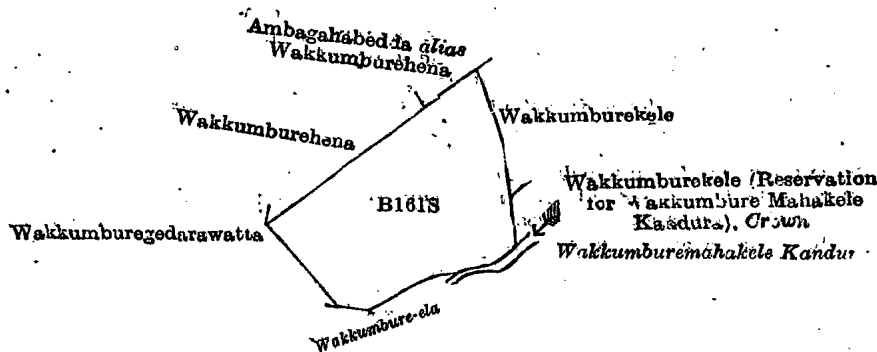 Ambagahabedda alias
Wakkumburehena
Wakkumburehena
Wakkumburekele
B161S
Wakkumburekele (Reservation
for Wakkumbure Mahakele
Kandura), Crown
Wakkumburegedarawatta
Wakkumburemahakele Kandur
Wakkumbure-ela